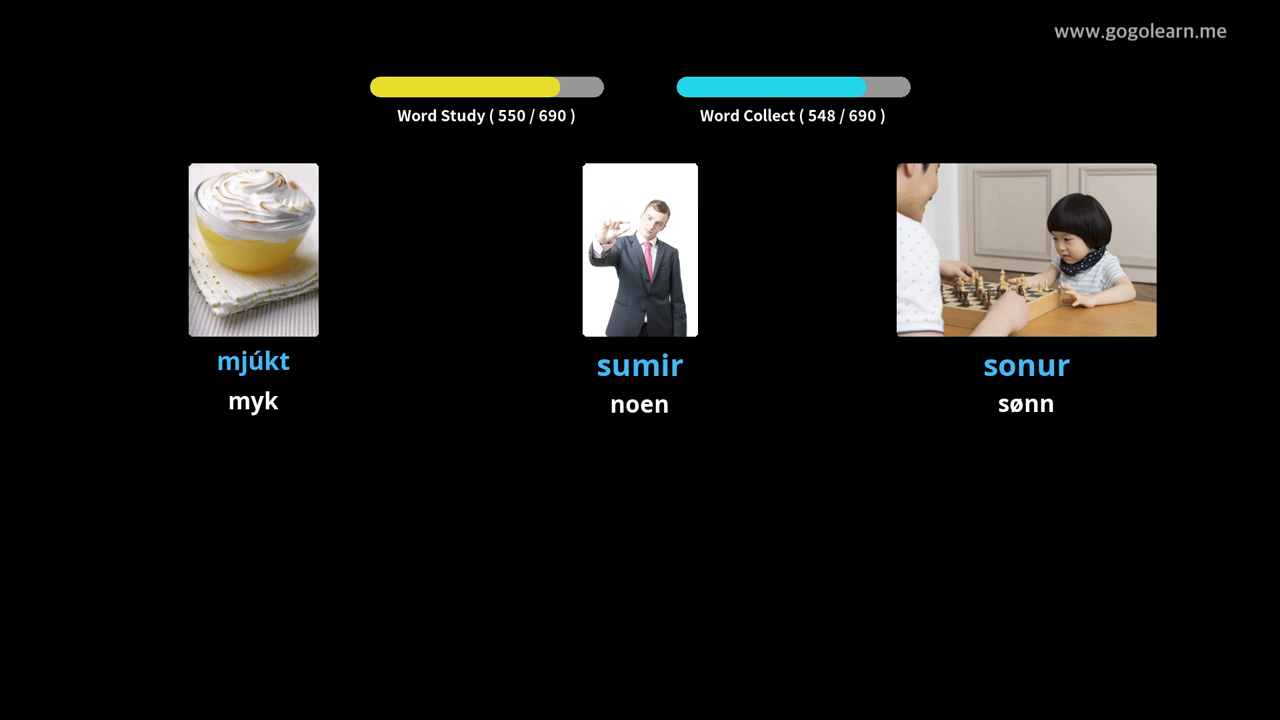 www.gogolearn.me
Word Study ( 550 / 690 )
Word Collect ( 548 / 690 )
mjúkt
myk
sumir
noen
sonur
sønn